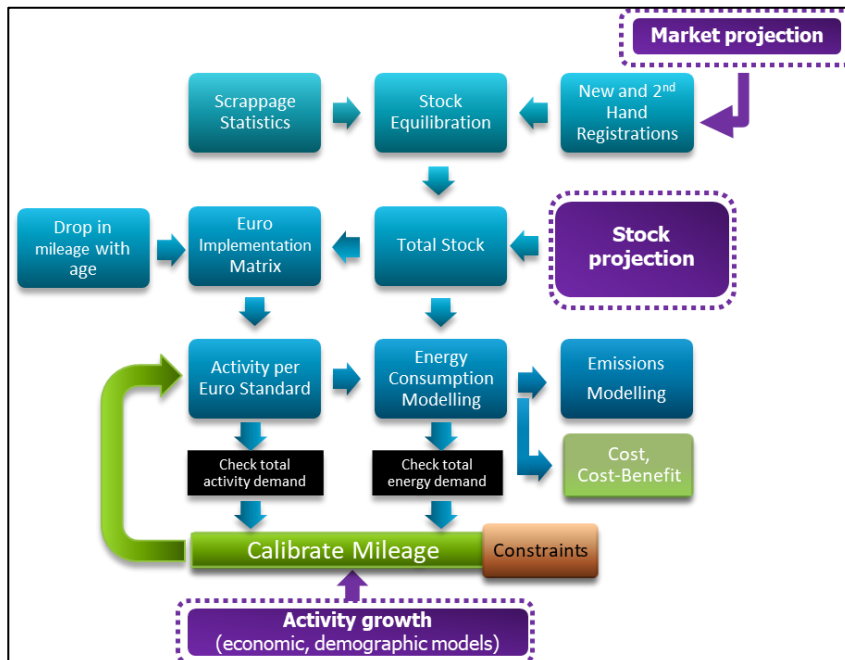 Market projection
Scrappage
Statistics
Stock
Equilibration
New and 2nd
Hand
Registrations
Drop in
mileage with
age
Euro
Implementation
Matrix
Total Stock
Stock
projection
Activity per
Euro Standard
Energy
Consumption
Modelling
Emissions
Modelling
Check total
activity demand
Check total
energy demand
Cost,
Cost-Benefit
Calibrate Mileage
Constraints
Activity growth
(economic, demographic models)